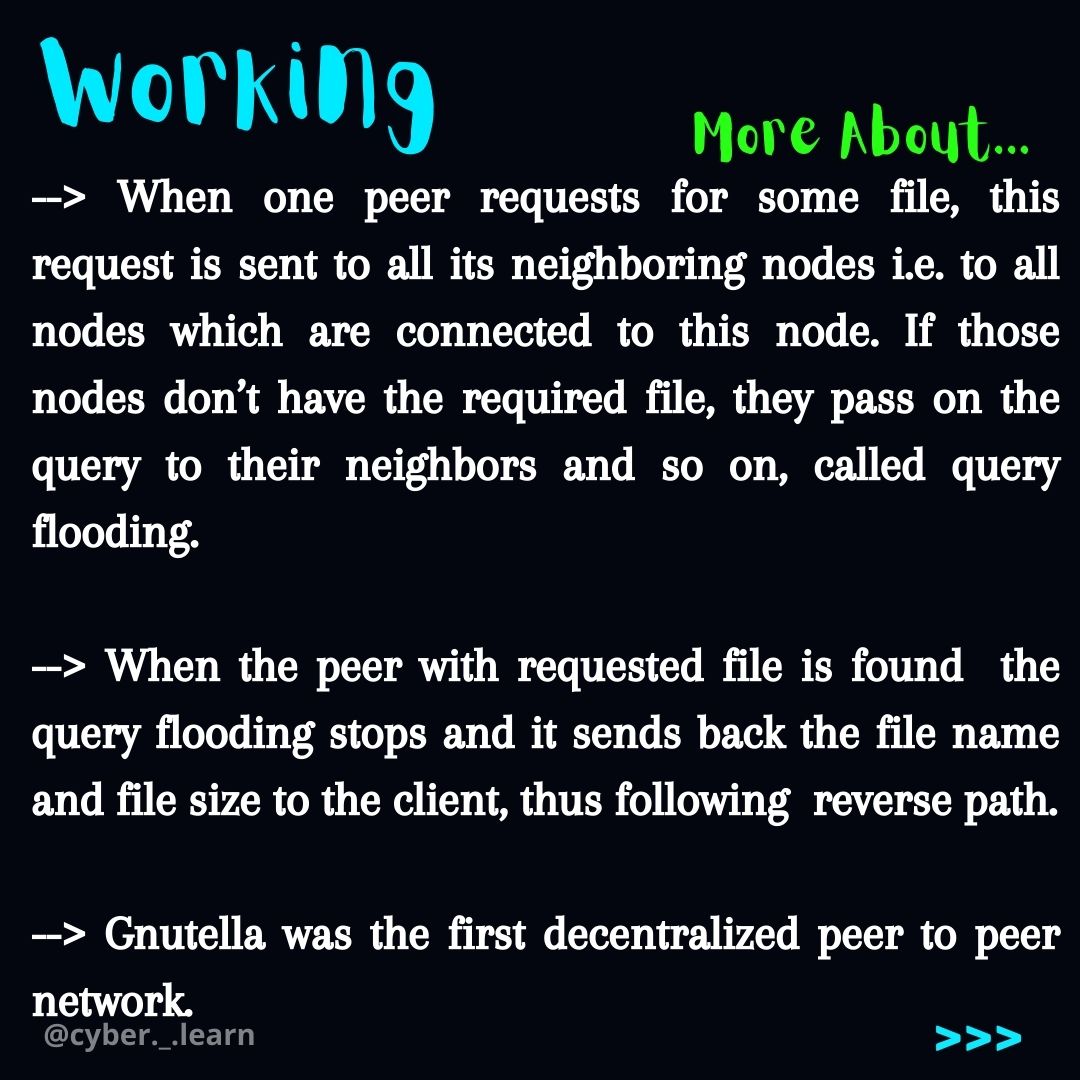 Working
More About...
--> When one peer requests for some file, this
request is sent to all its neighboring nodes i.e. to all
nodes which are connected to this node. If those
nodes don’t have the required file, they pass on the
query to their neighbors and so on, called query
flooding.
--> When the peer with requested file is found the
query flooding stops and it sends back the file name
and file size to the client, thus following reverse path.
--> Gnutella was the first decentralized peer to peer
network.
@cyber._.learn
>>>